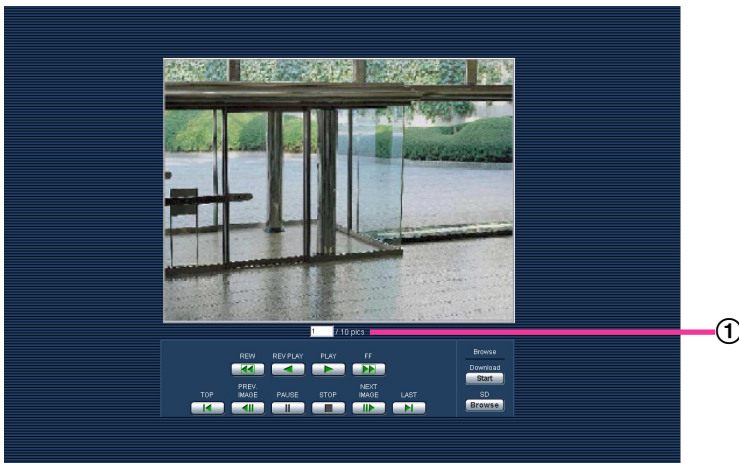 1 / 10 pics
①
REW REV PLAY PLAY FF
TOP PREV. IMAGE PAUSE STOP NEXT IMAGE LAST
Browse
Download
Start
SD
Browse